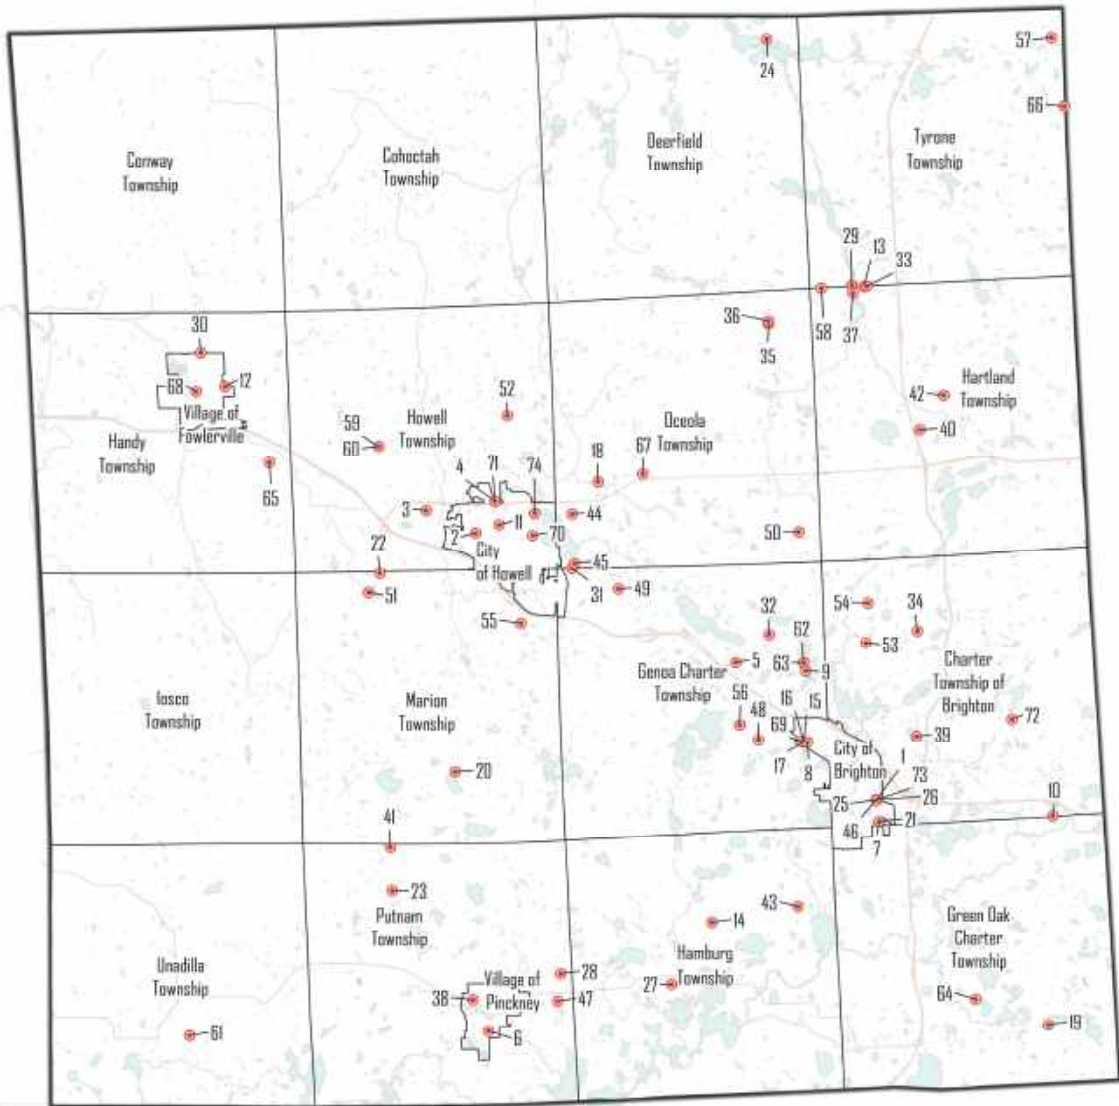 57
24
66
Deerfield
Township
Tyrone
Township
Cohoctah
Township
Conway
Township
29
13
33
58
37
36
35
30
68
12
Village of
Fowlerville
Handy
Township
65
52
59
60
Howell
Township
Oceola
Township
42
Hartland
Township
40
4
71
74
18
67
3
2
11
70
44
50
City
of Howell
45
31
49
22
51
55
32
62
54
34
53
63
5
9
Genoa Charter
Township
Charter
Township of
Brighton
Iosco
Township
Marion
Township
56
48
16
15
69
17
8
City of
Brighton
72
39
1
73
26
25
46
21
7
10
20
41
23
Putnam
Township
43
14
Hamburg
Township
27
Green Oak
Charter
Township
Unadilla
Township
Village of
Pinckney
28
38
47
6
64
19
61